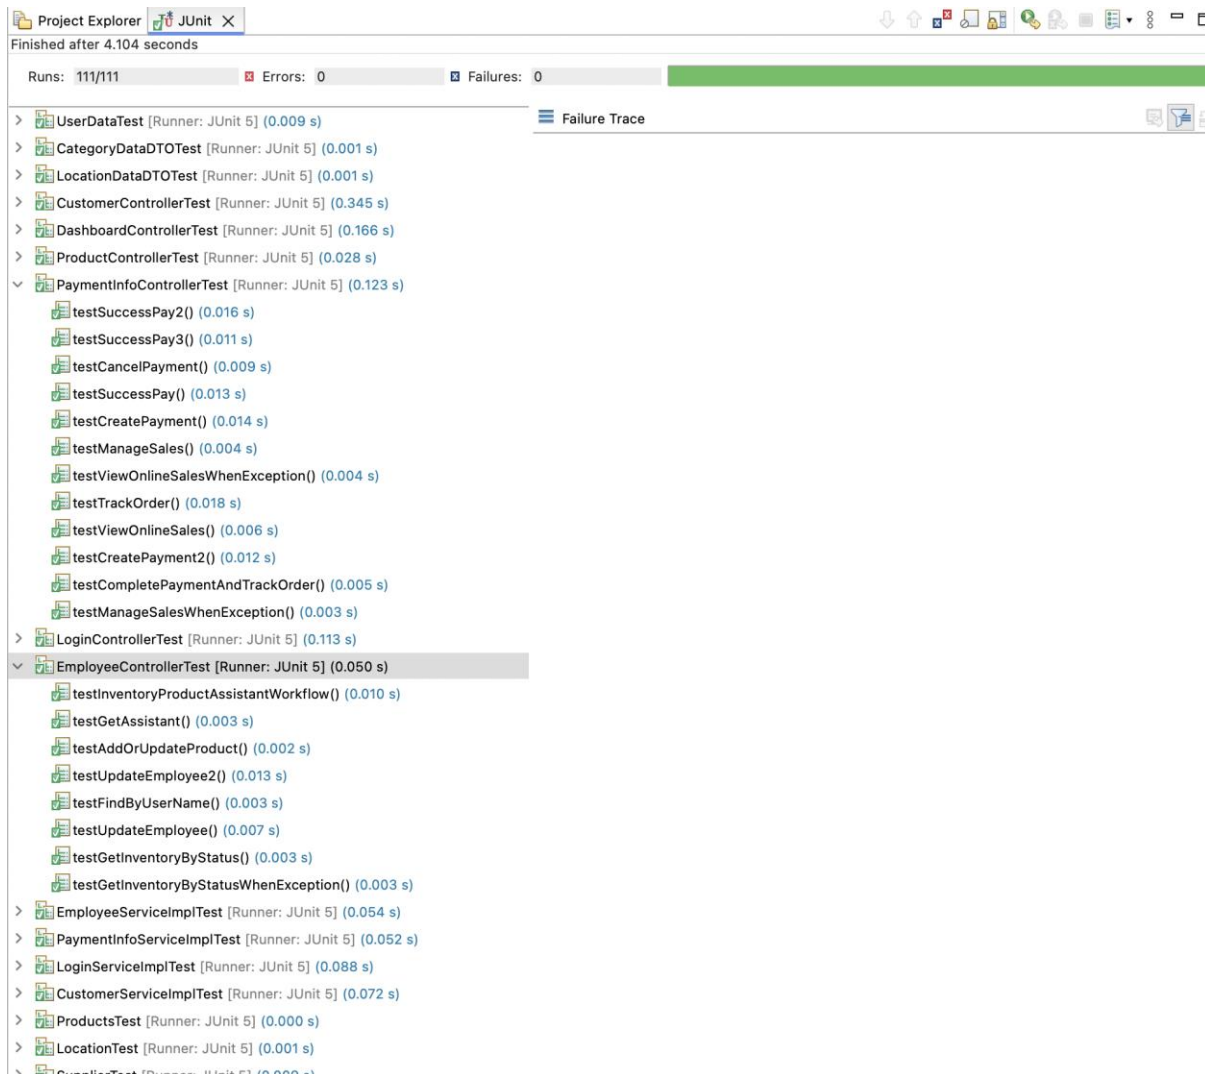 Project Explorer JUnit
Finished after 4.104 seconds
Runs: 111/111 Errors: 0 Failures: 0
UserDataTest [Runner: JUnit 5] (0.009 s)
Failure Trace
CategoryDataDTOTest [Runner: JUnit 5] (0.001 s)
LocationDataDTOTest [Runner: JUnit 5] (0.001 s)
CustomerControllerTest [Runner: JUnit 5] (0.345 s)
DashboardControllerTest [Runner: JUnit 5] (0.166 s)
ProductControllerTest [Runner: JUnit 5] (0.028 s)
PaymentInfoControllerTest [Runner: JUnit 5] (0.123 s)
testSuccessPay2() (0.016 s)
testSuccessPay3() (0.011 s)
testCancelPayment() (0.009 s)
testSuccessPay() (0.013 s)
testCreatePayment() (0.014 s)
testManageSales() (0.004 s)
testViewOnlineSalesWhenException() (0.004 s)
testTrackOrder() (0.018 s)
testViewOnlineSales() (0.006 s)
testCreatePayment2() (0.012 s)
testCompletePaymentAndTrackOrder() (0.005 s)
testManageSalesWhenException() (0.003 s)
LoginControllerTest [Runner: JUnit 5] (0.113 s)
EmployeeControllerTest [Runner: JUnit 5] (0.050 s)
testInventoryProductAssistantWorkflow() (0.010 s)
testGetAssistant() (0.003 s)
testAddOrUpdateProduct() (0.002 s)
testUpdateEmployee2() (0.013 s)
testFindByUserName() (0.003 s)
testUpdateEmployee() (0.007 s)
testGetInventoryByStatus() (0.003 s)
testGetInventoryByStatusWhenException() (0.003 s)
EmployeeServiceImplTest [Runner: JUnit 5] (0.054 s)
PaymentInfoServiceImplTest [Runner: JUnit 5] (0.052 s)
LoginServiceImplTest [Runner: JUnit 5] (0.088 s)
CustomerServiceImplTest [Runner: JUnit 5] (0.072 s)
ProductsTest [Runner: JUnit 5] (0.000 s)
LocationTest [Runner: JUnit 5] (0.001 s)